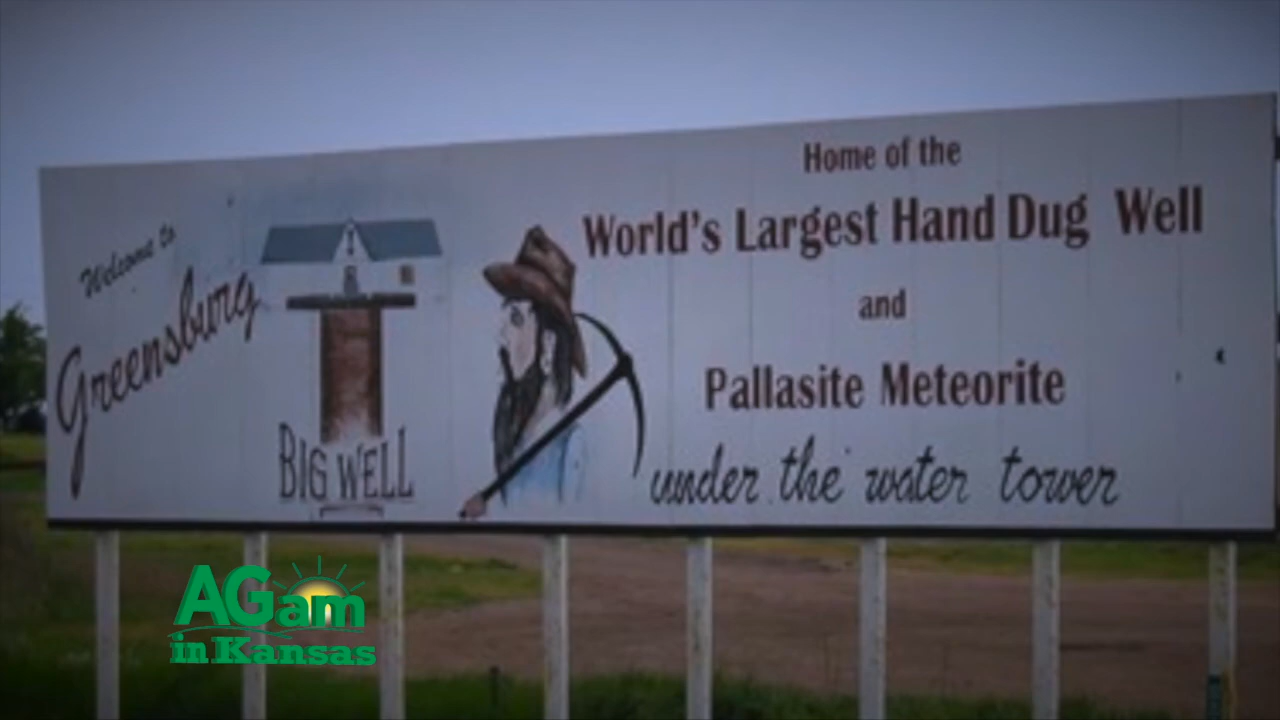 Welcome to
Greensburg
BIG WELL
Home of the
World's Largest Hand Dug Well
and
Pallasite Meteorite
under the water tower
AGam
in Kansas